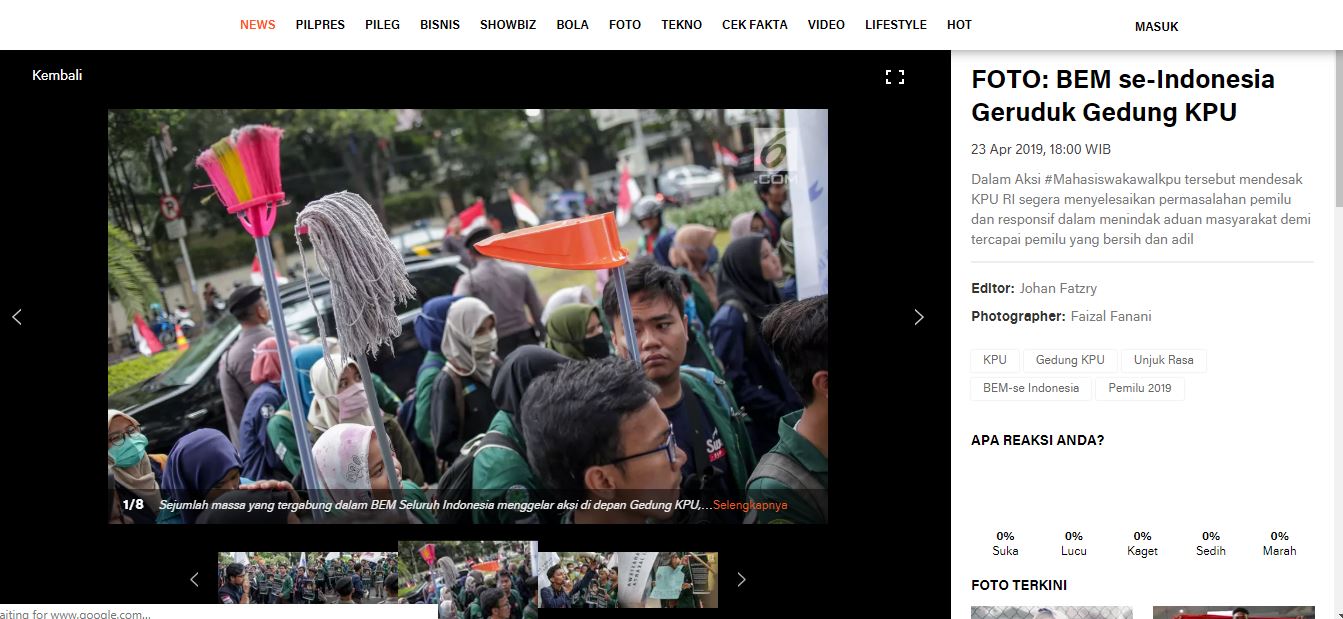 NEWS PILPRES PILEG BISNIS SHOWBIZ BOLA FOTO TEKNO CEK FAKTA VIDEO LIFESTYLE HOT MASUK
Kembali
6
.COM
1/8 Sejumlah massa yang tergabung dalam BEM Seluruh Indonesia menggelar aksi di depan Gedung KPU,...Selengkapnya
aiting for www.google.com...
FOTO: BEM se-Indonesia
Geruduk Gedung KPU
23 Apr 2019, 18:00 WIB
Dalam Aksi #Mahasiswakawalkpu tersebut mendesak
KPU RI segera menyelesaikan permasalahan pemilu
dan responsif dalam menindak aduan masyarakat demi
tercapai pemilu yang bersih dan adil
Editor: Johan Fatzry
Photographer: Faizal Fanani
KPU Gedung KPU Unjuk Rasa
BEM-se Indonesia Pemilu 2019
APA REAKSI ANDA?
0% 0% 0% 0% 0%
Suka Lucu Kaget Sedih Marah
FOTO TERKINI